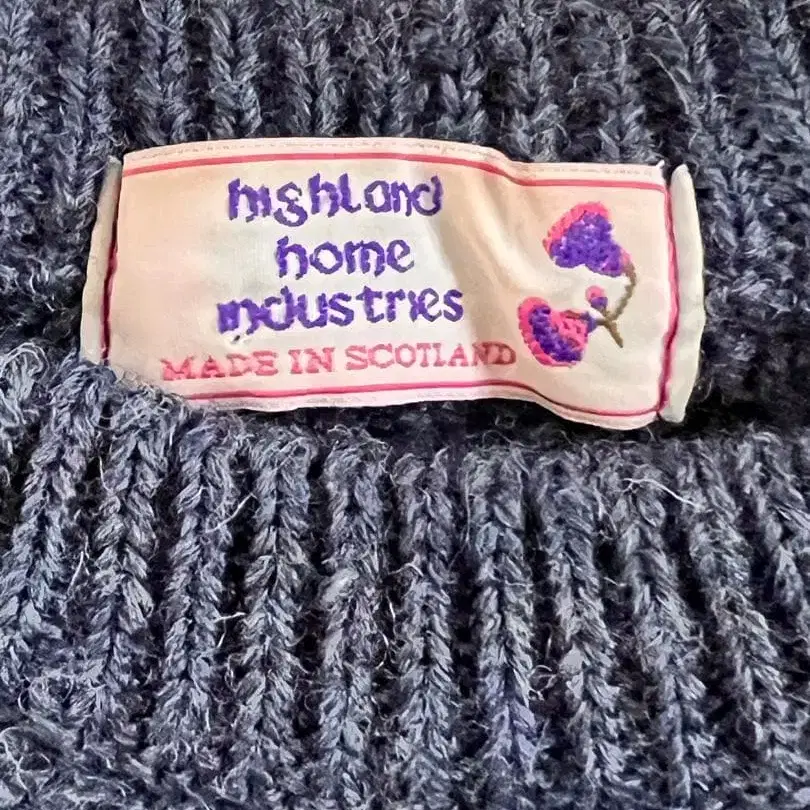 highland
home
industries
MADE IN SCOTLAND